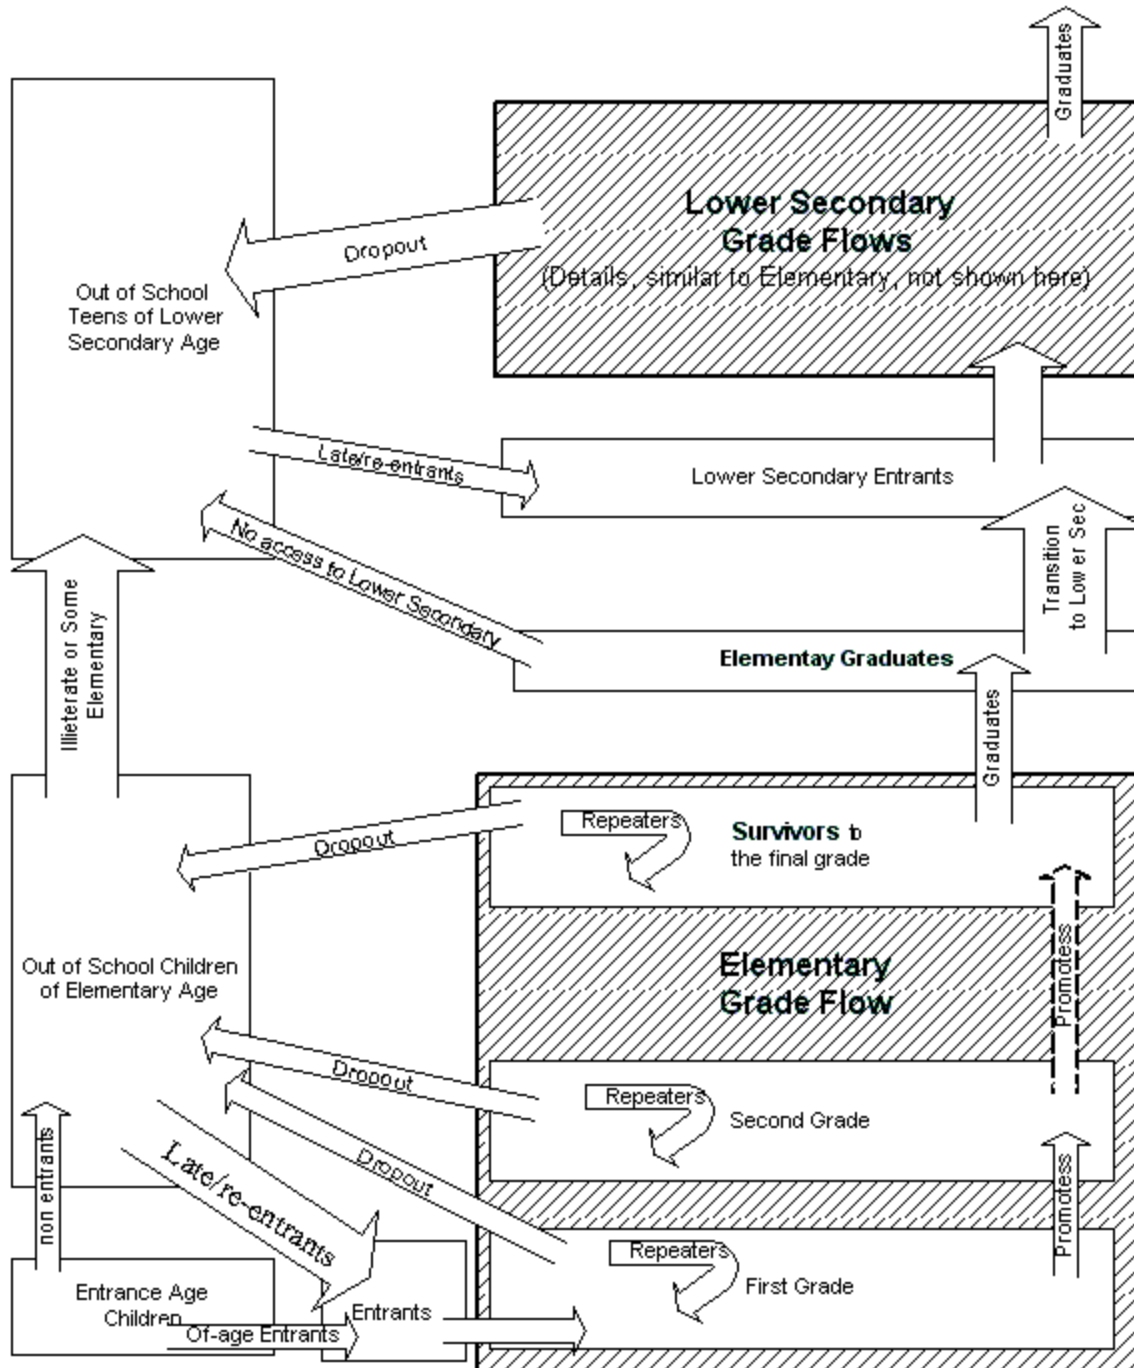 Graduates
Lower Secondary
Grade Flows
(Details, similar to Elementary, not shown here)
Dropout
Out of School
Teens of Lower
Secondary Age
Late/re-entrants
Lower Secondary Entrants
No access to Lower Secondary
Transition
to Low er Sec
Illieterate or Some
Elementary
Elementay Graduates
Graduates
Dropout
Repeaters
Survivors to
the final grade
Out of School Children
of Elementary Age
Elementary
Grade Flow
Promotess
Dropout
Repeaters
Second Grade
Dropout
non entrants
Late/re-entrants
Promotess
Repeaters
First Grade
Entrance Age
Children
Entrants
Of-age Entrants